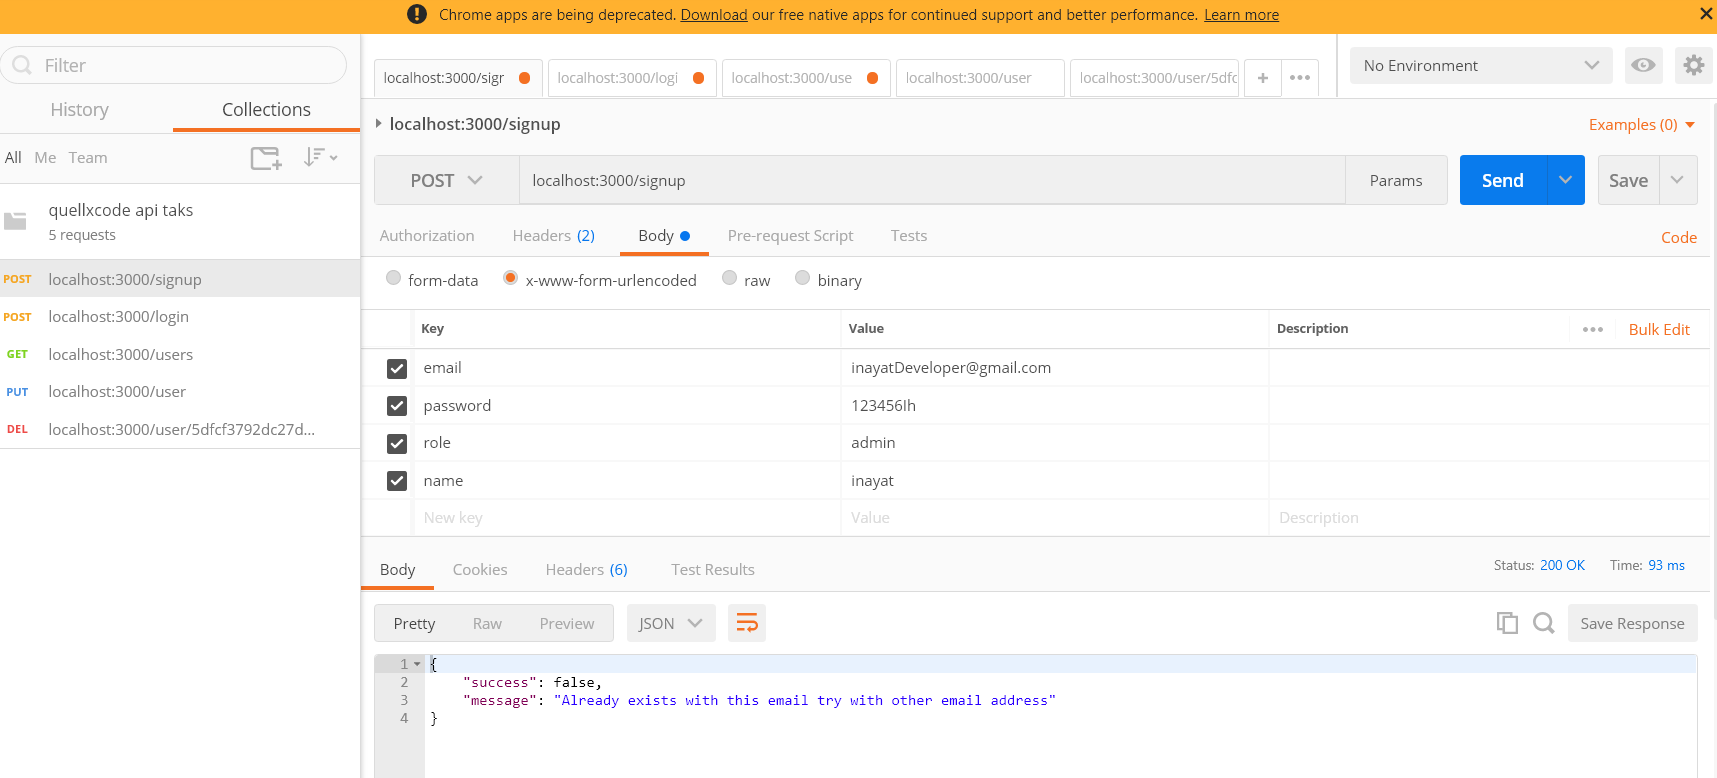 Chrome apps are being deprecated. Download our free native apps for continued support and better performance. Learn more
Filter
History Collections
All Me Team
quellxcode api taks
5 requests
POST localhost:3000/signup
POST localhost:3000/login
GET localhost:3000/users
PUT localhost:3000/user
DEL localhost:3000/user/5dfcf3792dc27d...
localhost:3000/sigr localhost:3000/logi localhost:3000/use localhost:3000/user localhost:3000/user/5dfc + •••
No Environment
localhost:3000/signup Examples (0)
POST localhost:3000/signup Params Send Save
Authorization Headers (2) Body Pre-request Script Tests Code
form-data x-www-form-urlencoded raw binary
Key Value Description ••• Bulk Edit
email inayatDeveloper@gmail.com
password 123456lh
role admin
name inayat
New key Value Description
Body Cookies Headers (6) Test Results Status: 200 OK Time: 93 ms
Pretty Raw Preview JSON Save Response
1 {
2 "success": false,
3 "message": "Already exists with this email try with other email address"
4 }